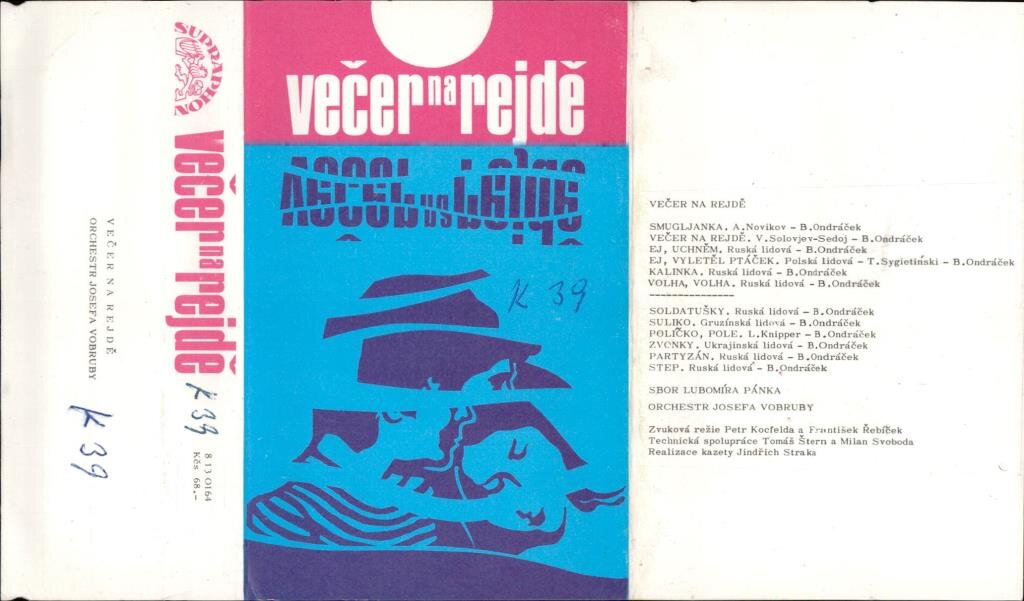 SUPRAPHON
večer na rejdě
VEČER NA REJDĚ
ORCHESTR JOSEFA VOBRUBY
K 39
K 39
8 13 0164
Kčs 68.-
večer na rejdě
večer na rejdě
K 39
VEČER NA REJDĚ
SMUGLJANKA. A.Novikov - B.Ondráček
VEČER NA REJDĚ. V.Solovjev-Sedoj - B.Ondráček
EJ, UCHNĚM. Ruská lidová - B.Ondráček
EJ, VYLETĚL PTÁČEK. Polská lidová - T.Sygietiński - B.Ondráček
KALINKA. Ruská lidová - B.Ondráček
VOLHA, VOLHA. Ruská lidová - B.Ondráček
---------------
SOLDATUŠKY. Ruská lidová - B.Ondráček
SULIKO. Gruzínská lidová - B.Ondráček
POLÍČKO, POLE. L.Knipper - B.Ondráček
ZVONKY. Ukrajinská lidová - B.Ondráček
PARTYZÁN. Ruská lidová - B.Ondráček
STEP. Ruská lidová - B.Ondráček
SBOR LUBOMÍRA PÁNKA
ORCHESTR JOSEFA VOBRUBY
Zvuková režie Petr Kocfelda a František Řebíček
Technická spolupráce Tomáš Štern a Milan Svoboda
Realizace kazety Jindřich Straka